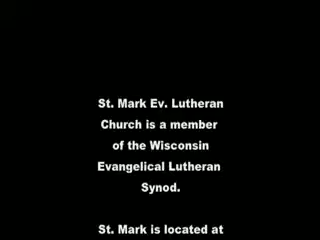 St. Mark Ev. Lutheran
Church is a member
of the Wisconsin
Evangelical Lutheran
Synod.
St. Mark is located at